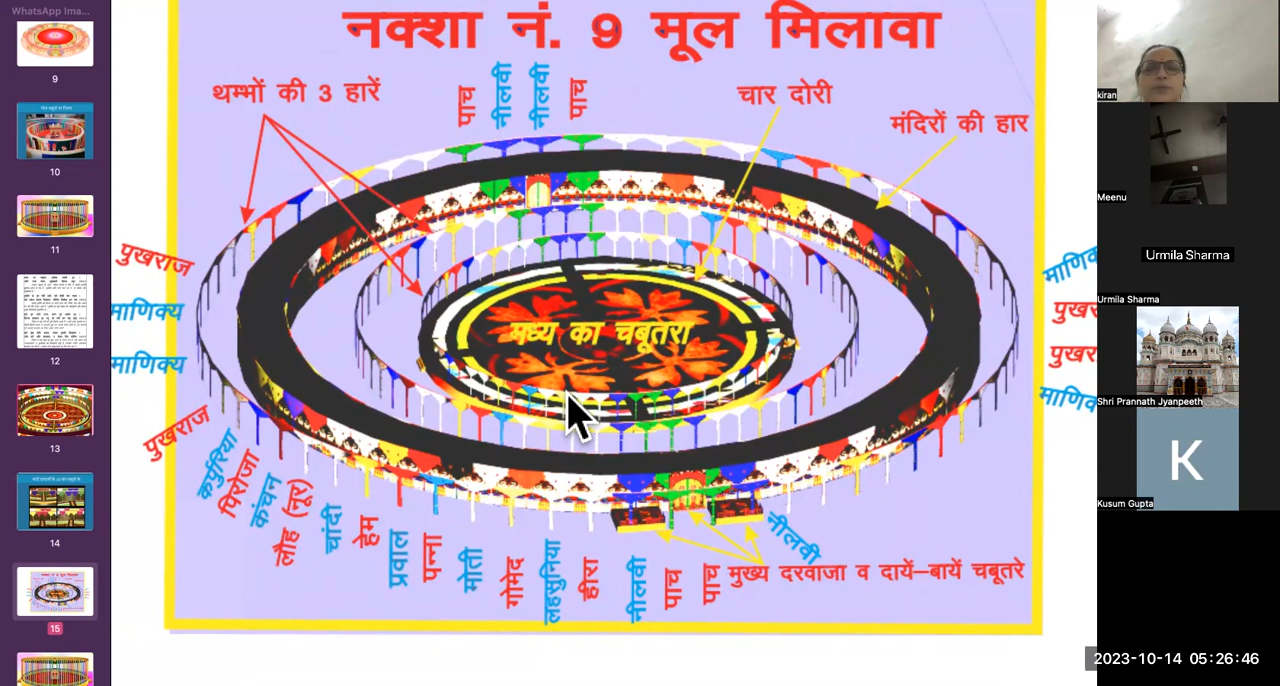 WhatsApp Ima...
9
10
11
12
13
14
15
नक्शा नं. 9 मूल मिलावा
थम्भों की 3 हारें
पाच
नीलवी
नीलवी
पाच
चार दोरी
मंदिरों की हार
पुखराज
माणिक्य
माणिक्य
पुखराज
मध्य का चबूतरा
कर्पुरिया
पिरोजा
कंचन
लौह (नूर)
चांदी
हेम
प्रवाल
पन्ना
मोती
गोमेद
लहसुनिया
हीरा
नीलवी
पाच
पाच
नीलवी
मुख्य दरवाजा व दायें–बायें चबूतरे
माणिक
पुखर
पुखर
माणिक
kiran
Meenu
Urmila Sharma
Urmila Sharma
Shri Prannath Jyanpeeth
K
Kusum Gupta
2023-10-14 05:26:46